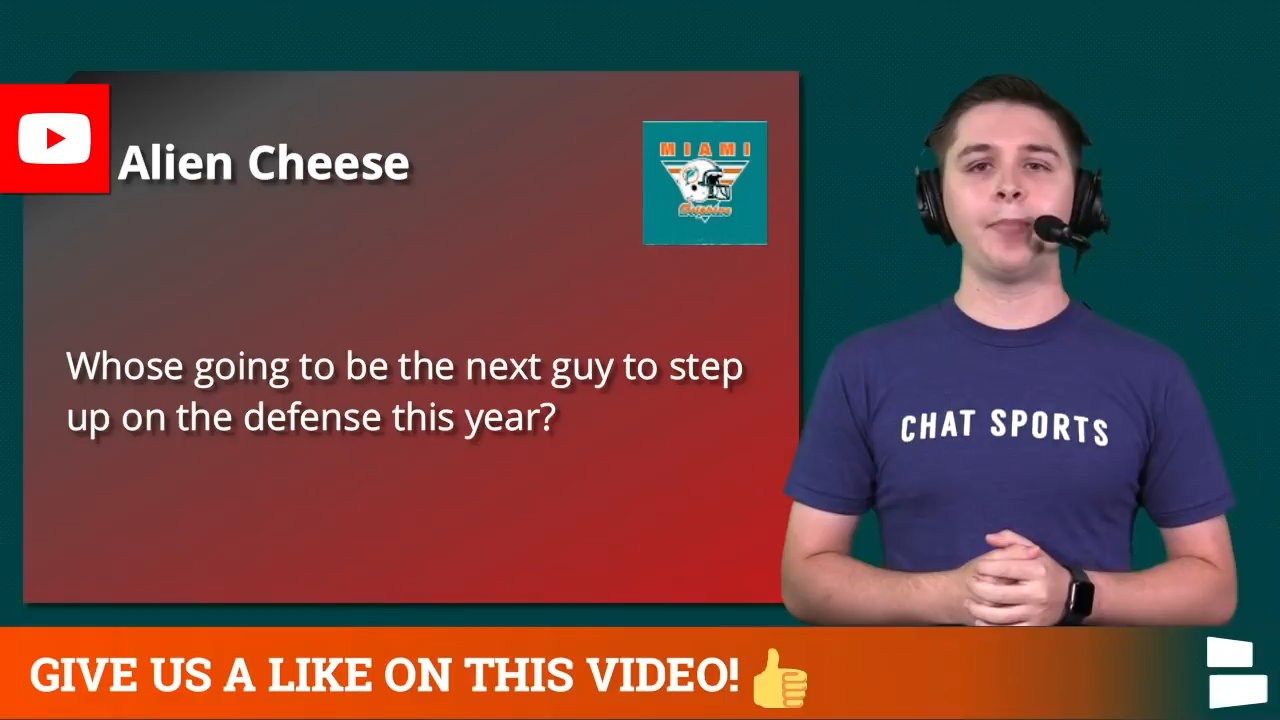 Alien Cheese
MIAMI
Dolphins
Whose going to be the next guy to step
up on the defense this year?
CHAT SPORTS
GIVE US A LIKE ON THIS VIDEO!